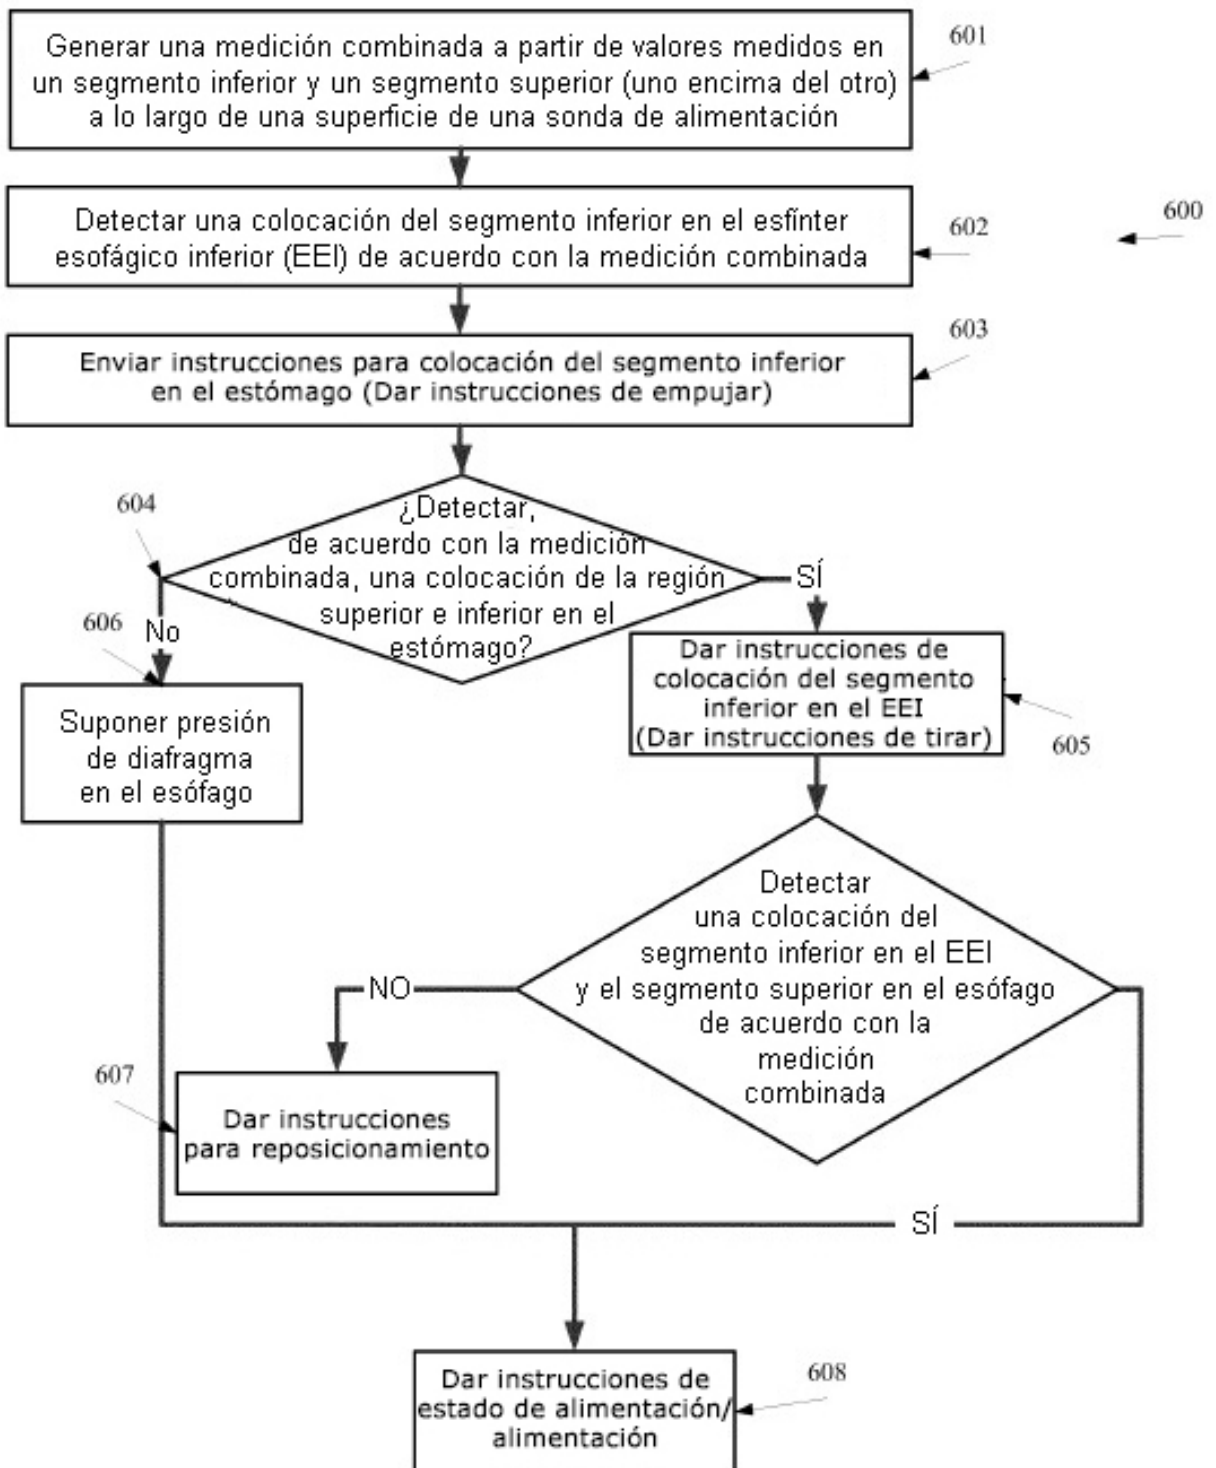 Generar una medición combinada a partir de valores medidos en
un segmento inferior y un segmento superior (uno encima del otro)
a lo largo de una superficie de una sonda de alimentación
601
Detectar una colocación del segmento inferior en el esfínter
esofágico inferior (EEI) de acuerdo con la medición combinada
602
600
Enviar instrucciones para colocación del segmento inferior
en el estómago (Dar instrucciones de empujar)
603
604
¿Detectar,
de acuerdo con la medición
combinada, una colocación de la región
superior e inferior en el
estómago?
SÍ
No
606
Suponer presión
de diafragma
en el esófago
Dar instrucciones de
colocación del segmento
inferior en el EEI
(Dar instrucciones de tirar)
605
Detectar
una colocación del
segmento inferior en el EEI
y el segmento superior en el esófago
de acuerdo con la
medición
combinada
NO
607
Dar instrucciones
para reposicionamiento
SÍ
Dar instrucciones de
estado de alimentación/
alimentación
608